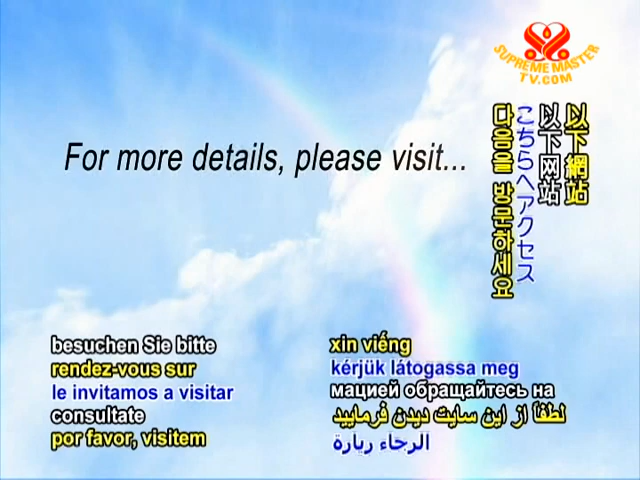 SUPREME MASTER
TV.COM
For more details, please visit...
以下網站
以下网站
こちらへアクセス
다음을 방문하세요
besuchen Sie bitte
rendez-vous sur
le invitamos a visitar
consultate
por favor, visitem
xin viếng
kérjük látogassa meg
мацией обращайтесь на
لطفاً از این سایت دیدن فرمایید
الرجاء زيارة